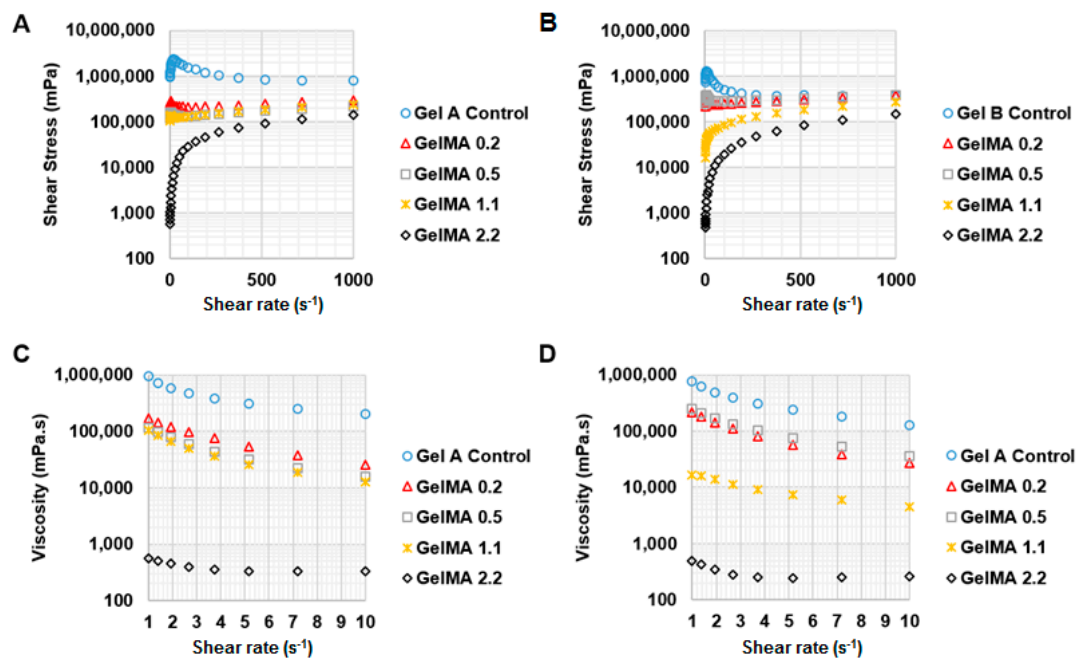 A
10,000,000
1,000,000
100,000
10,000
1,000
100
Shear Stress (mPa)
0 500 1000
Shear rate (s⁻¹)
Gel A Control
GelMA 0.2
GelMA 0.5
GelMA 1.1
GelMA 2.2
B
10,000,000
1,000,000
100,000
10,000
1,000
100
Shear Stress (mPa)
0 500 1000
Shear rate (s⁻¹)
Gel B Control
GelMA 0.2
GelMA 0.5
GelMA 1.1
GelMA 2.2
C
1,000,000
100,000
10,000
1,000
100
Viscosity (mPa.s)
1 2 3 4 5 6 7 8 9 10
Shear rate (s⁻¹)
Gel A Control
GelMA 0.2
GelMA 0.5
GelMA 1.1
GelMA 2.2
D
1,000,000
100,000
10,000
1,000
100
Viscosity (mPa.s)
1 2 3 4 5 6 7 8 9 10
Shear rate (s⁻¹)
Gel A Control
GelMA 0.2
GelMA 0.5
GelMA 1.1
GelMA 2.2